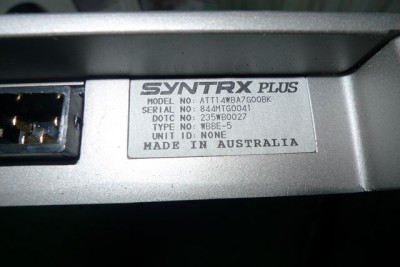 SYNTRX PLUS
MODEL NO: ATT14WBA7G00BK
SERIAL NO: 844MTG0041
DOTC NO: 235WB0027
TYPE NO: WBBE-5
UNIT ID: NONE
MADE IN AUSTRALIA